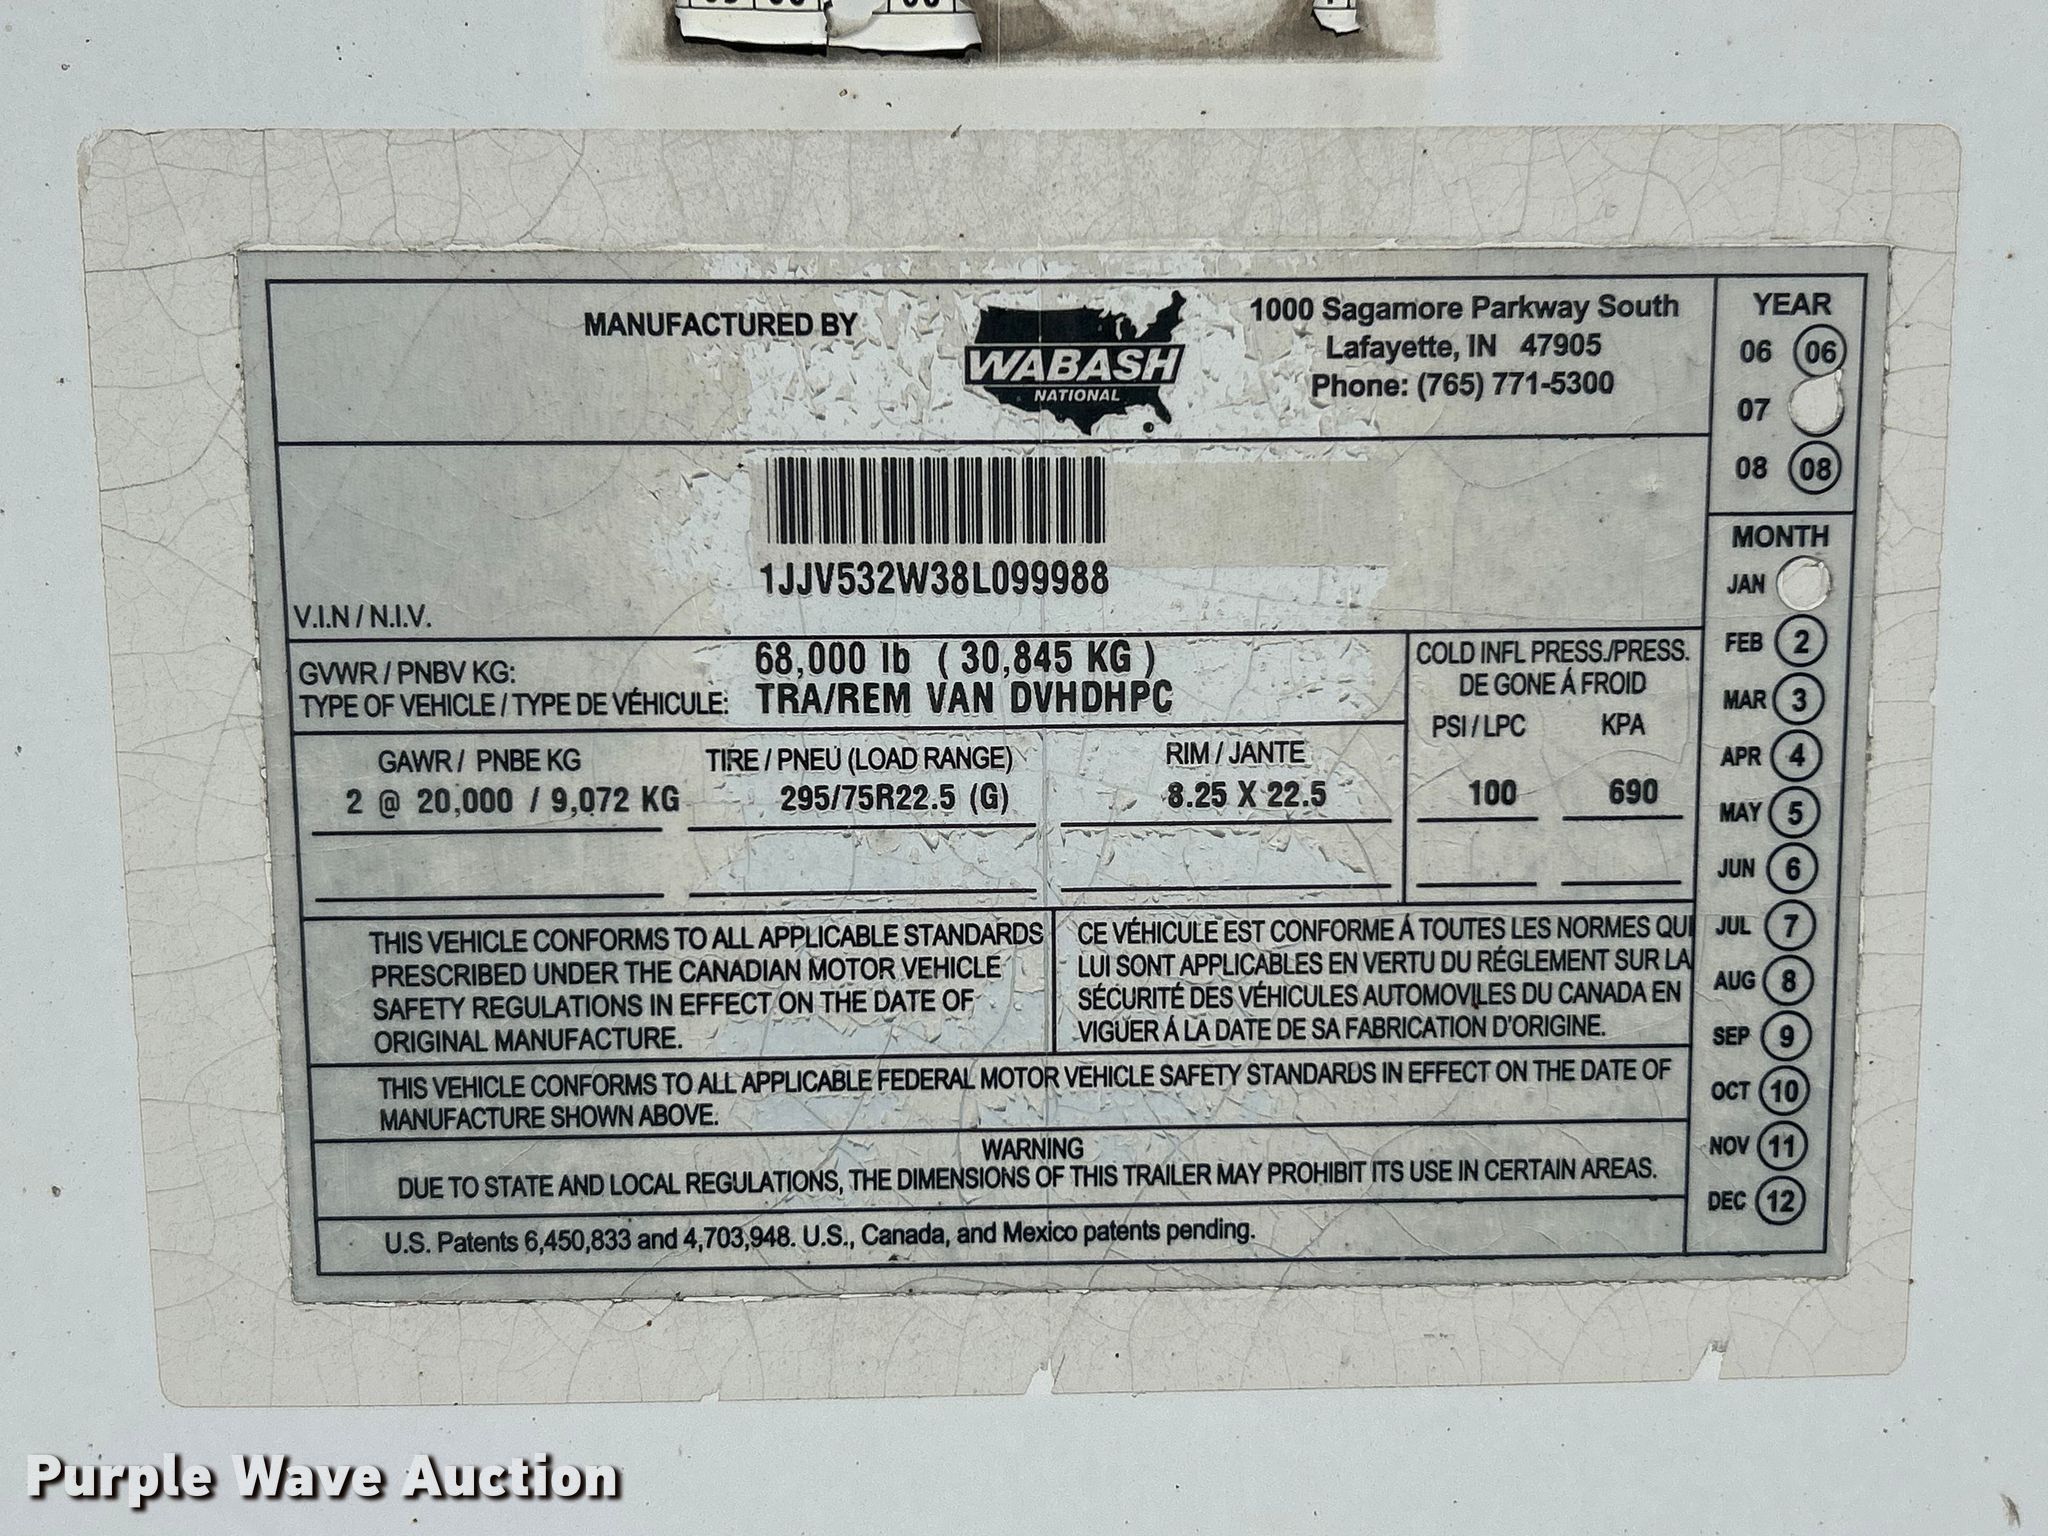 MANUFACTURED BY
WABASH
NATIONAL
1000 Sagamore Parkway South
Lafayette, IN 47905
Phone: (765) 771-5300
YEAR
06 06
07
08 08
1JJV532W38L099988
V.I.N / N.I.V.
GVWR / PNBV KG: 68,000 lb ( 30,845 KG )
TYPE OF VEHICLE / TYPE DE VÉHICULE: TRA/REM VAN DVHDHPC
COLD INFL PRESS./PRESS.
DE GONE Á FROID
PSI / LPC KPA
100 690
GAWR / PNBE KG TIRE / PNEU (LOAD RANGE) RIM / JANTE
2 @ 20,000 / 9,072 KG 295/75R22.5 (G) 8.25 X 22.5
MONTH
JAN
FEB 2
MAR 3
APR 4
MAY 5
JUN 6
JUL 7
AUG 8
SEP 9
OCT 10
NOV 11
DEC 12
THIS VEHICLE CONFORMS TO ALL APPLICABLE STANDARDS
PRESCRIBED UNDER THE CANADIAN MOTOR VEHICLE
SAFETY REGULATIONS IN EFFECT ON THE DATE OF
ORIGINAL MANUFACTURE.
CE VÉHICULE EST CONFORME Á TOUTES LES NORMES QUI
LUI SONT APPLICABLES EN VERTU DU RÉGLEMENT SUR LA
SÉCURITÉ DES VÉHICULES AUTOMOVILES DU CANADA EN
VIGUER Á LA DATE DE SA FABRICATION D'ORIGINE.
THIS VEHICLE CONFORMS TO ALL APPLICABLE FEDERAL MOTOR VEHICLE SAFETY STANDARDS IN EFFECT ON THE DATE OF
MANUFACTURE SHOWN ABOVE.
WARNING
DUE TO STATE AND LOCAL REGULATIONS, THE DIMENSIONS OF THIS TRAILER MAY PROHIBIT ITS USE IN CERTAIN AREAS.
U.S. Patents 6,450,833 and 4,703,948. U.S., Canada, and Mexico patents pending.
Purple Wave Auction